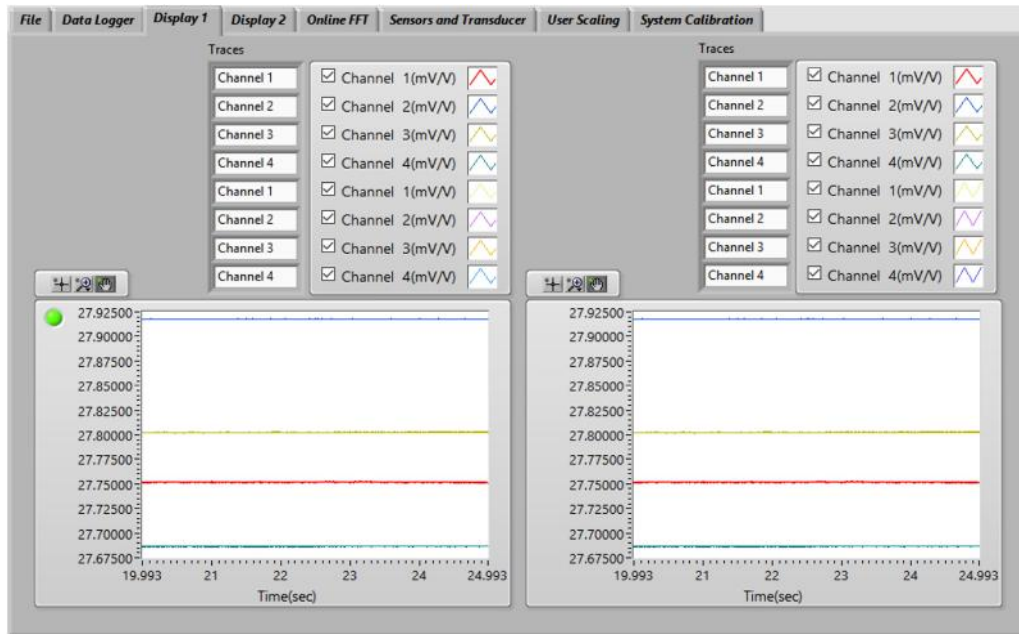 File Data Logger Display 1 Display 2 Online FFT Sensors and Transducer User Scaling System Calibration
Traces
Channel 1 Channel 1(mV/V)
Channel 2 Channel 2(mV/V)
Channel 3 Channel 3(mV/V)
Channel 4 Channel 4(mV/V)
Channel 1 Channel 1(mV/V)
Channel 2 Channel 2(mV/V)
Channel 3 Channel 3(mV/V)
Channel 4 Channel 4(mV/V)
27.92500
27.90000
27.87500
27.85000
27.82500
27.80000
27.77500
27.75000
27.72500
27.70000
27.67500
19.993 21 22 23 24 24.993
Time(sec)
Traces
Channel 1 Channel 1(mV/V)
Channel 2 Channel 2(mV/V)
Channel 3 Channel 3(mV/V)
Channel 4 Channel 4(mV/V)
Channel 1 Channel 1(mV/V)
Channel 2 Channel 2(mV/V)
Channel 3 Channel 3(mV/V)
Channel 4 Channel 4(mV/V)
27.92500
27.90000
27.87500
27.85000
27.82500
27.80000
27.77500
27.75000
27.72500
27.70000
27.67500
19.993 21 22 23 24 24.993
Time(sec)